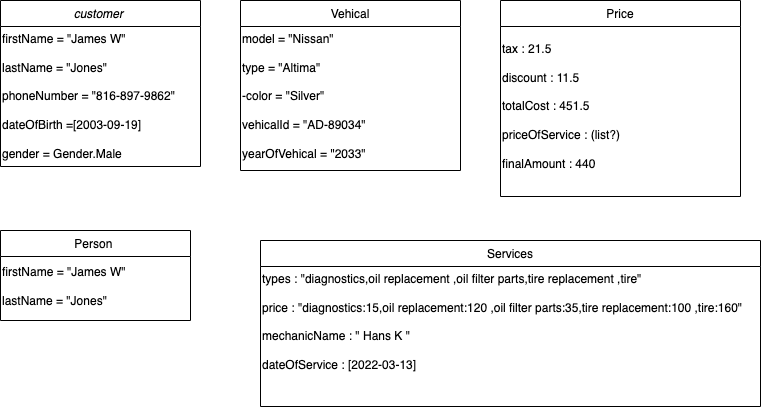 customer
firstName = "James W"
lastName = "Jones"
phoneNumber = "816-897-9862"
dateOfBirth =[2003-09-19]
gender = Gender.Male
Vehical
model = "Nissan"
type = "Altima"
-color = "Silver"
vehicalId = "AD-89034"
yearOfVehical = "2033"
Price
tax : 21.5
discount : 11.5
totalCost : 451.5
priceOfService : (list?)
finalAmount : 440
Person
firstName = "James W"
lastName = "Jones"
Services
types : "diagnostics,oil replacement ,oil filter parts,tire replacement ,tire"
price : "diagnostics:15,oil replacement:120 ,oil filter parts:35,tire replacement:100 ,tire:160"
mechanicName : " Hans K "
dateOfService : [2022-03-13]